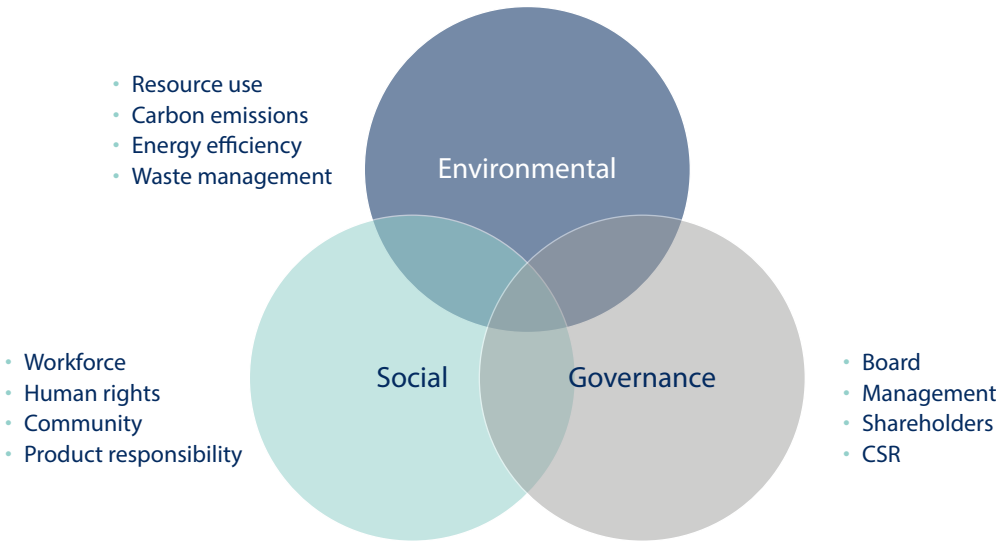 • Resource use
• Carbon emissions
• Energy efficiency
• Waste management
Environmental
• Workforce
• Human rights
• Community
• Product responsibility
Social
Governance
• Board
• Management
• Shareholders
• CSR